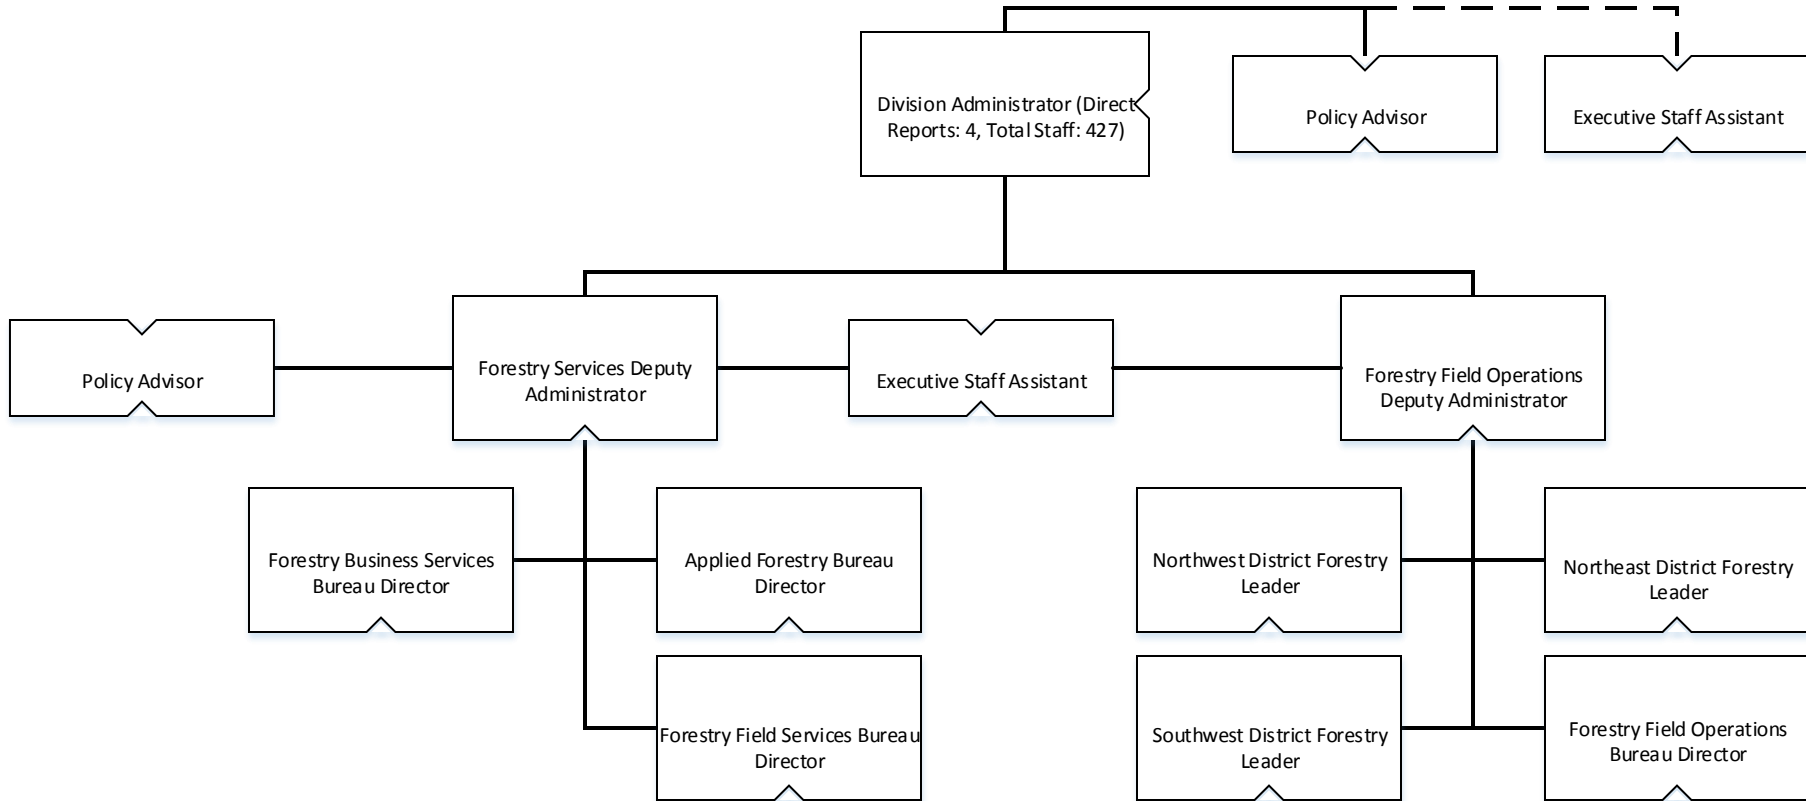 Division Administrator (Direct
Reports: 4, Total Staff: 427)
Policy Advisor
Executive Staff Assistant
Policy Advisor
Forestry Services Deputy
Administrator
Executive Staff Assistant
Forestry Field Operations
Deputy Administrator
Forestry Business Services
Bureau Director
Applied Forestry Bureau
Director
Northwest District Forestry
Leader
Northeast District Forestry
Leader
Forestry Field Services Bureau
Director
Southwest District Forestry
Leader
Forestry Field Operations
Bureau Director